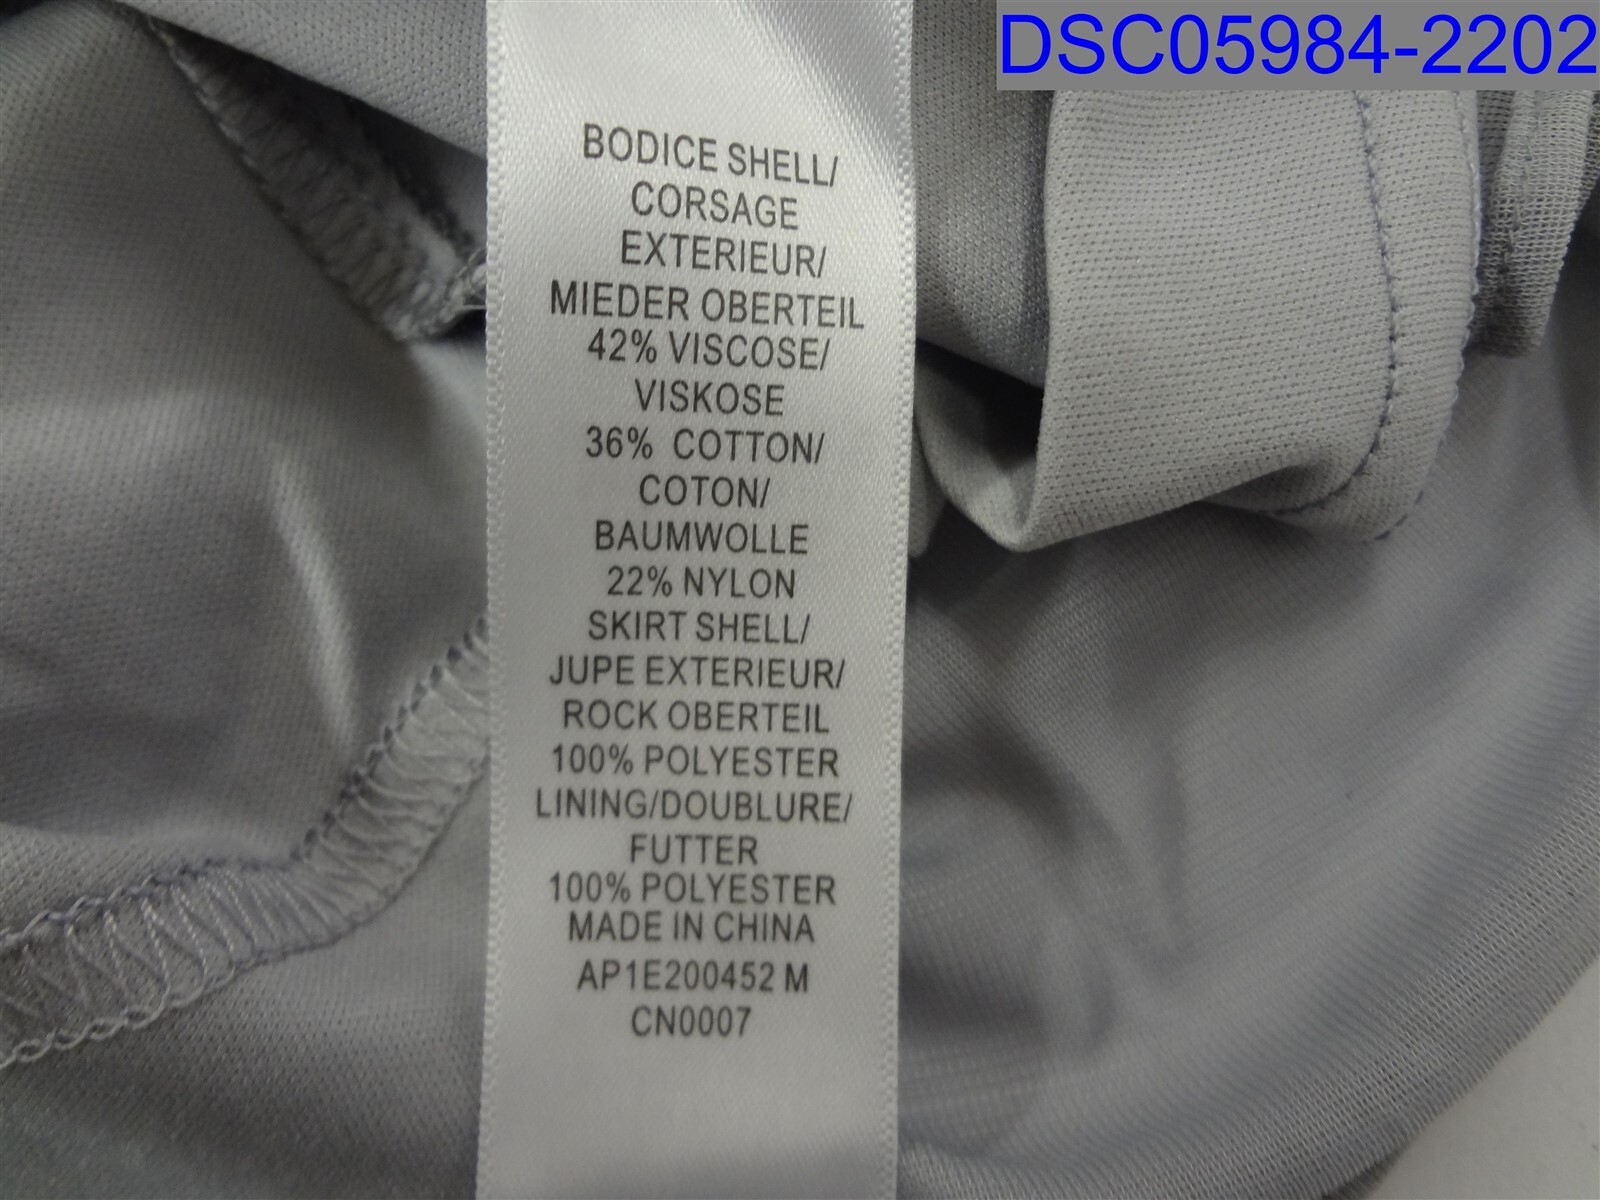 DSC05984-2202
BODICE SHELL/
CORSAGE
EXTERIEUR/
MIEDER OBERTEIL
42% VISCOSE/
VISKOSE
36% COTTON/
COTON/
BAUMWOLLE
22% NYLON
SKIRT SHELL/
JUPE EXTERIEUR/
ROCK OBERTEIL
100% POLYESTER
LINING/DOUBLURE/
FUTTER
100% POLYESTER
MADE IN CHINA
AP1E200452 M
CN0007